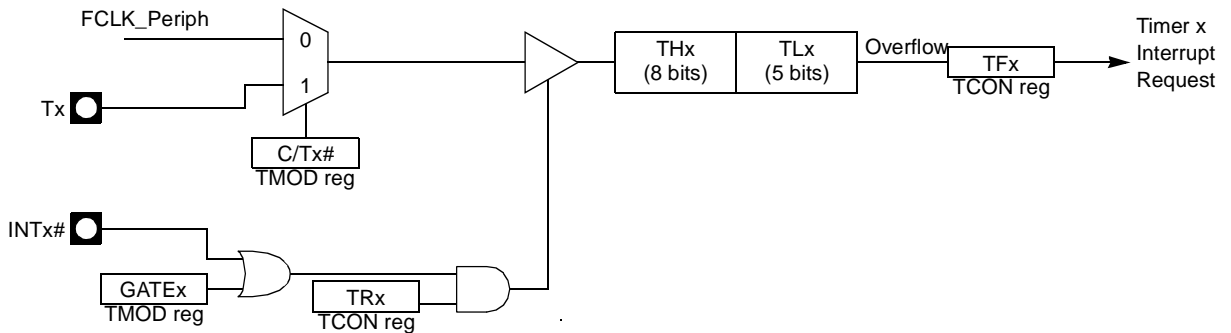 FCLK_Periph
0
1
Tx
C/Tx#
TMOD reg
THx
(8 bits)
TLx
(5 bits)
Overflow
TFx
TCON reg
Timer x
Interrupt
Request
INTx#
GATEx
TMOD reg
TRx
TCON reg
.